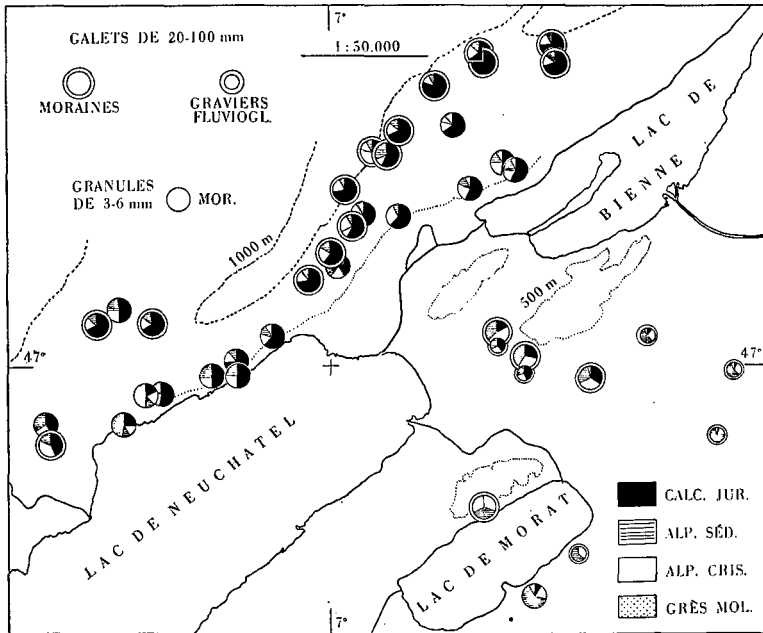 GALETS DE 20-100 mm
MORAINES
GRAVIERS
FLUVIOGL.
GRANULES
DE 3-6 mm
MOR.
7°
1:50.000
1000 m
LAC DE
BIENNE
500 m
47°
47°
LAC DE NEUCHATEL
LAC DE MORAT
7°
CALC. JUR.
ALP. SÉD.
ALP. CRIS.
GRÈS MOL.